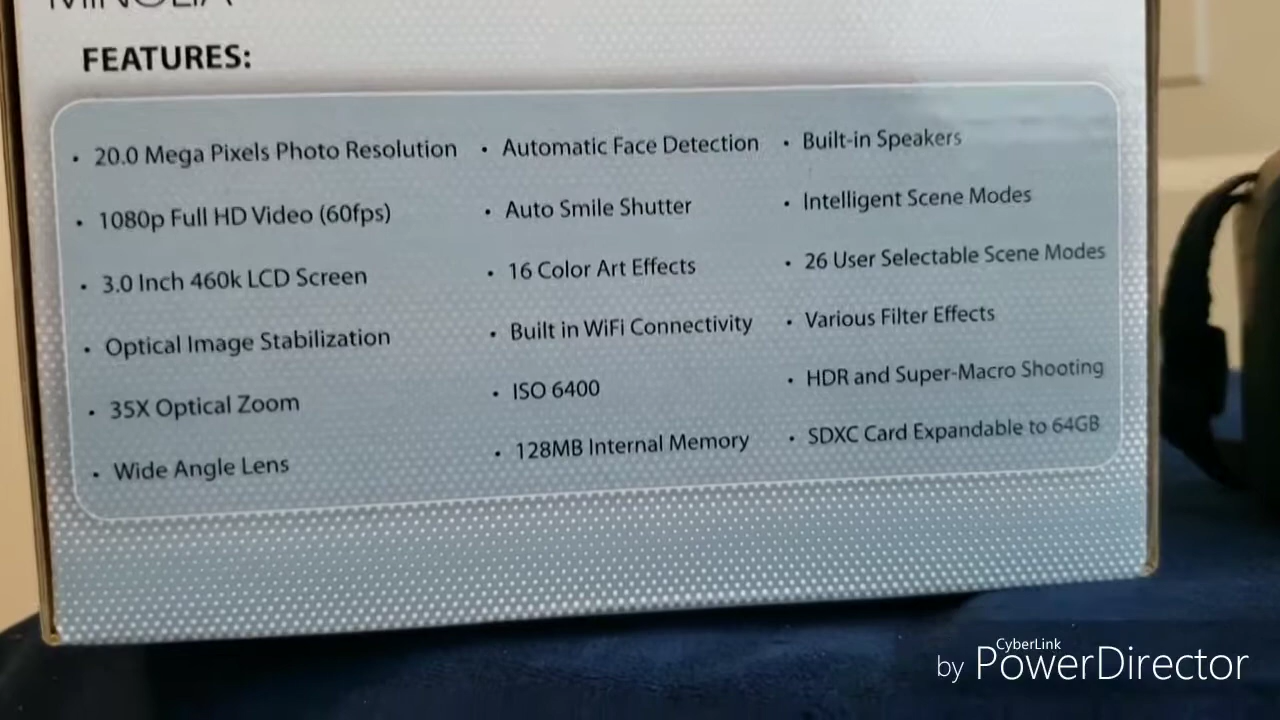 MINOLTA
FEATURES:
• 20.0 Mega Pixels Photo Resolution
• 1080p Full HD Video (60fps)
• 3.0 Inch 460k LCD Screen
• Optical Image Stabilization
• 35X Optical Zoom
• Wide Angle Lens
• Automatic Face Detection
• Auto Smile Shutter
• 16 Color Art Effects
• Built in WiFi Connectivity
• ISO 6400
• 128MB Internal Memory
• Built-in Speakers
• Intelligent Scene Modes
• 26 User Selectable Scene Modes
• Various Filter Effects
• HDR and Super-Macro Shooting
• SDXC Card Expandable to 64GB
CyberLink
by PowerDirector